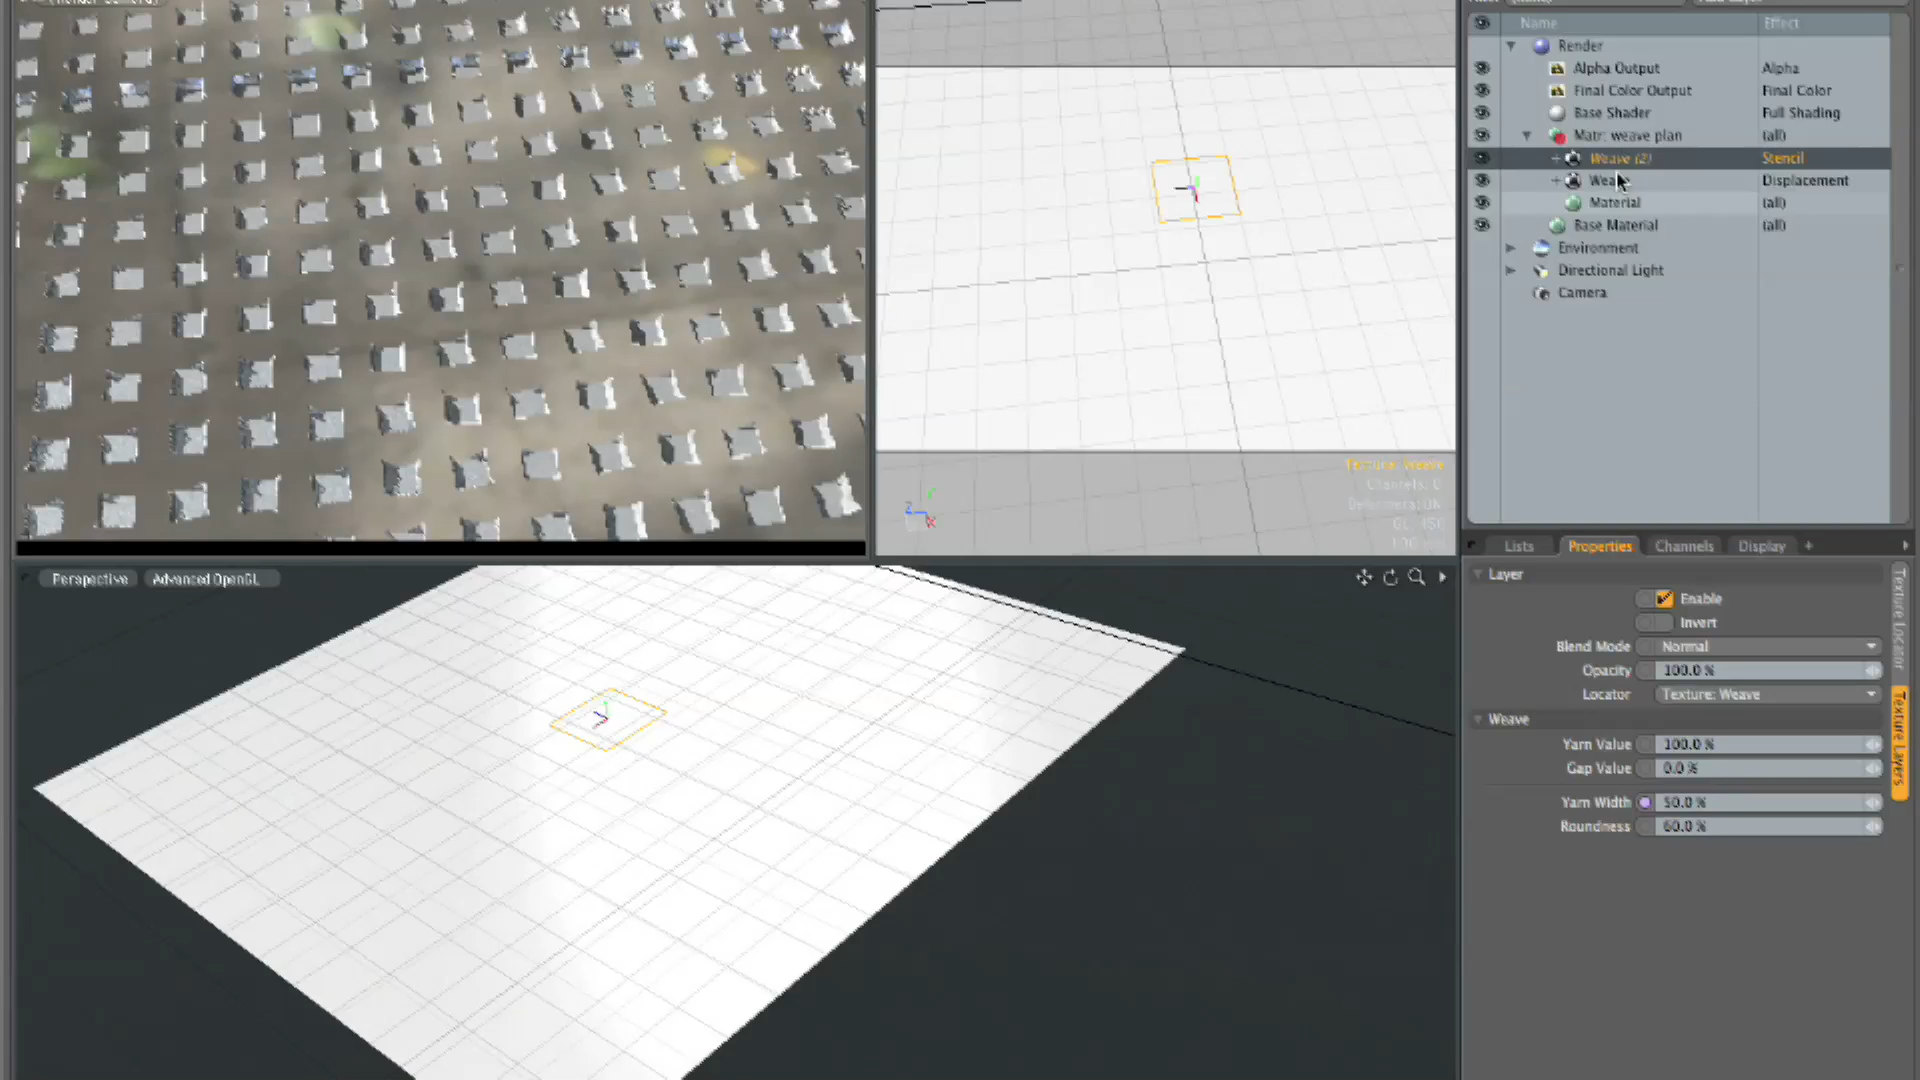 Name Effect
Render
Alpha Output Alpha
Final Color Output Final Color
Base Shader Full Shading
Matr: weave plan (all)
Weave (2) Stencil
Displacement
Material (all)
Base Material (all)
Environment
Directional Light
Camera
Texture: Weave
Channels: 0
Deformers: ON
Lists Properties Channels Display +
Perspective Advanced OpenGL
Layer
Enable
Invert
Blend Mode Normal
Opacity 100.0 %
Locator Texture: Weave
Weave
Yarn Value 100.0 %
Gap Value 0.0 %
Yarn Width 50.0 %
Roundness 60.0 %
Texture Locator
Texture Layers